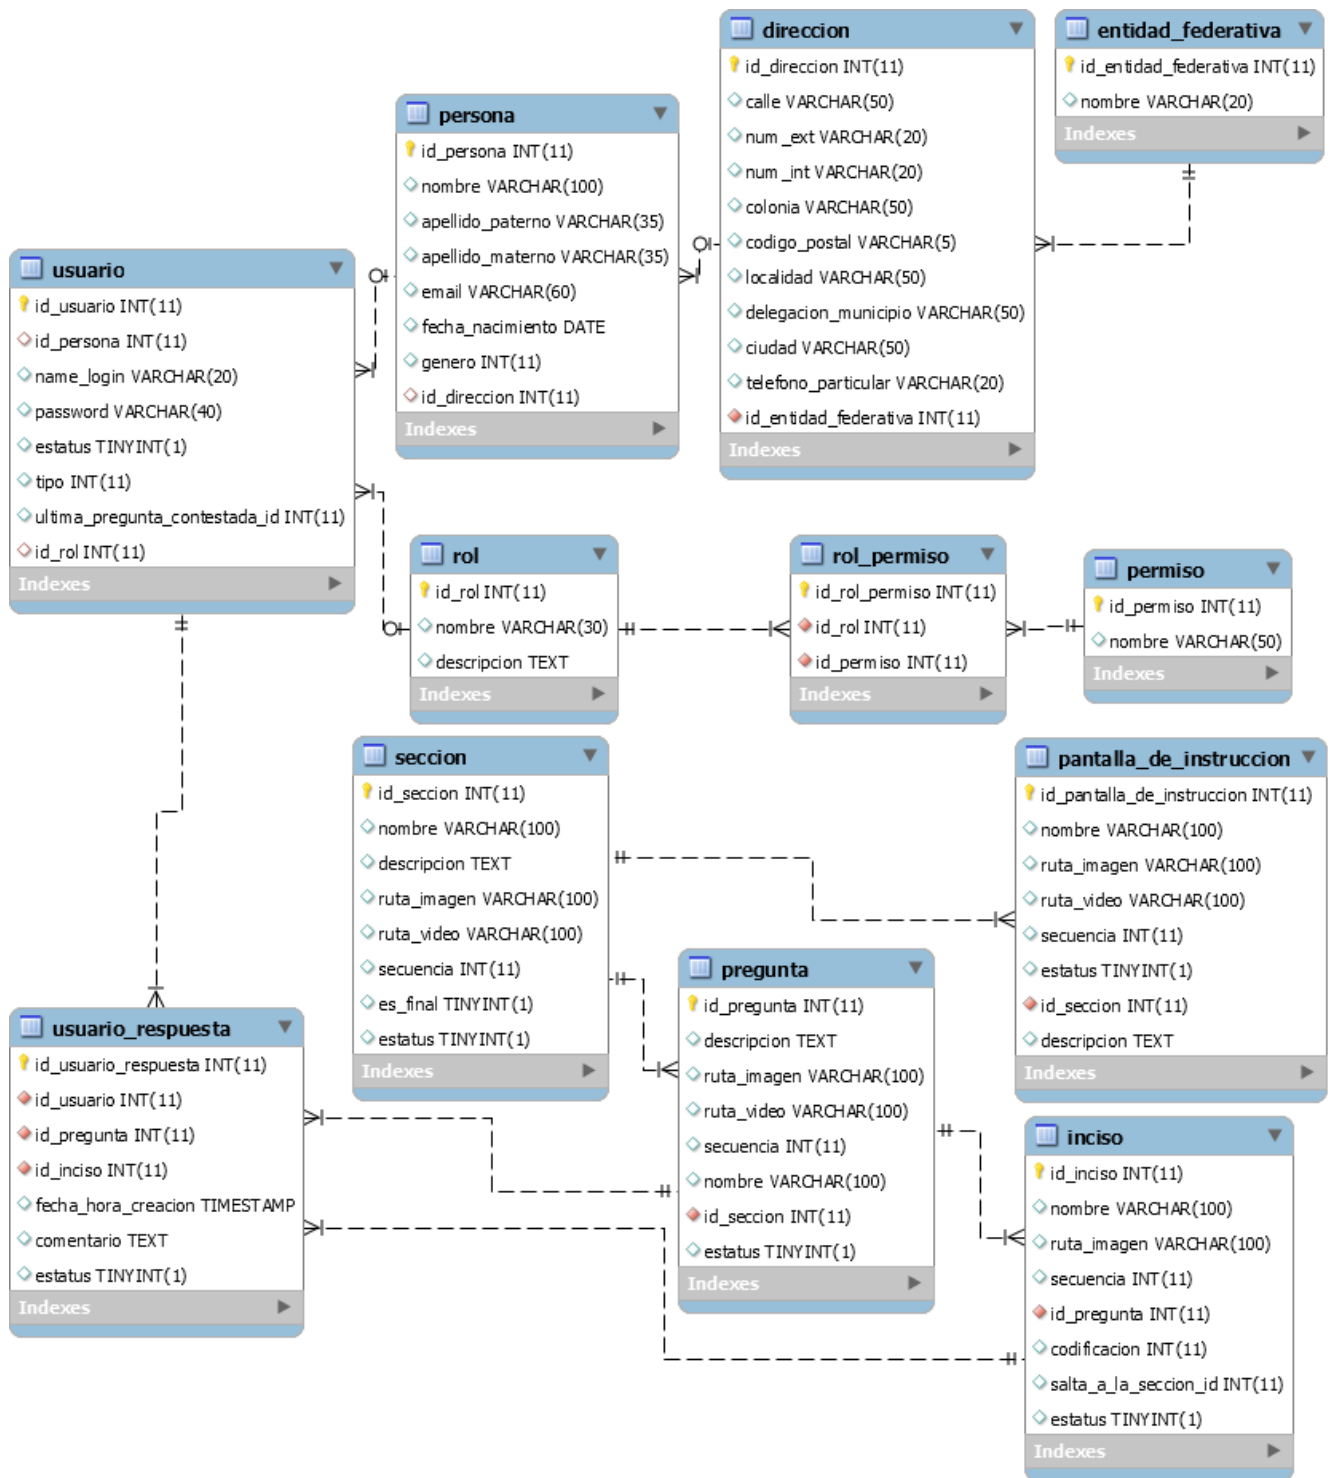 direccion
id_direccion INT(11)
calle VARCHAR(50)
num_ext VARCHAR(20)
num_int VARCHAR(20)
colonia VARCHAR(50)
codigo_postal VARCHAR(5)
localidad VARCHAR(50)
delegacion_municipio VARCHAR(50)
ciudad VARCHAR(50)
telefono_particular VARCHAR(20)
id_entidad_federativa INT(11)
Indexes
entidad_federativa
id_entidad_federativa INT(11)
nombre VARCHAR(20)
Indexes
persona
id_persona INT(11)
nombre VARCHAR(100)
apellido_paterno VARCHAR(35)
apellido_materno VARCHAR(35)
email VARCHAR(60)
fecha_nacimiento DATE
genero INT(11)
id_direccion INT(11)
Indexes
usuario
id_usuario INT(11)
id_persona INT(11)
name_login VARCHAR(20)
password VARCHAR(40)
estatus TINYINT(1)
tipo INT(11)
ultima_pregunta_contestada_id INT(11)
id_rol INT(11)
Indexes
rol
id_rol INT(11)
nombre VARCHAR(30)
descripcion TEXT
Indexes
rol_permiso
id_rol_permiso INT(11)
id_rol INT(11)
id_permiso INT(11)
Indexes
permiso
id_permiso INT(11)
nombre VARCHAR(50)
Indexes
seccion
id_seccion INT(11)
nombre VARCHAR(100)
descripcion TEXT
ruta_imagen VARCHAR(100)
ruta_video VARCHAR(100)
secuencia INT(11)
es_final TINYINT(1)
estatus TINYINT(1)
Indexes
pantalla_de_instruccion
id_pantalla_de_instruccion INT(11)
nombre VARCHAR(100)
ruta_imagen VARCHAR(100)
ruta_video VARCHAR(100)
secuencia INT(11)
estatus TINYINT(1)
id_seccion INT(11)
descripcion TEXT
Indexes
pregunta
id_pregunta INT(11)
descripcion TEXT
ruta_imagen VARCHAR(100)
ruta_video VARCHAR(100)
secuencia INT(11)
nombre VARCHAR(100)
id_seccion INT(11)
estatus TINYINT(1)
Indexes
usuario_respuesta
id_usuario_respuesta INT(11)
id_usuario INT(11)
id_pregunta INT(11)
id_inciso INT(11)
fecha_hora_creacion TIMESTAMP
comentario TEXT
estatus TINYINT(1)
Indexes
inciso
id_inciso INT(11)
nombre VARCHAR(100)
ruta_imagen VARCHAR(100)
secuencia INT(11)
id_pregunta INT(11)
codificacion INT(11)
salta_a_la_seccion_id INT(11)
estatus TINYINT(1)
Indexes